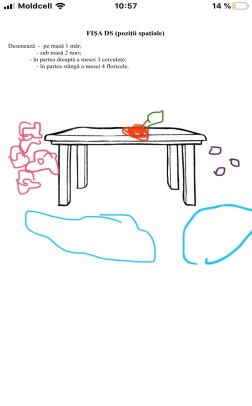 Moldcell 10:57 14 %
FIȘA DS (poziții spațiale)
Desenează - pe masă 1 măr;
- sub masă 2 nori;
- în partea dreaptă a mesei 3 cerculețe;
- în partea stângă a mesei 4 floricele.